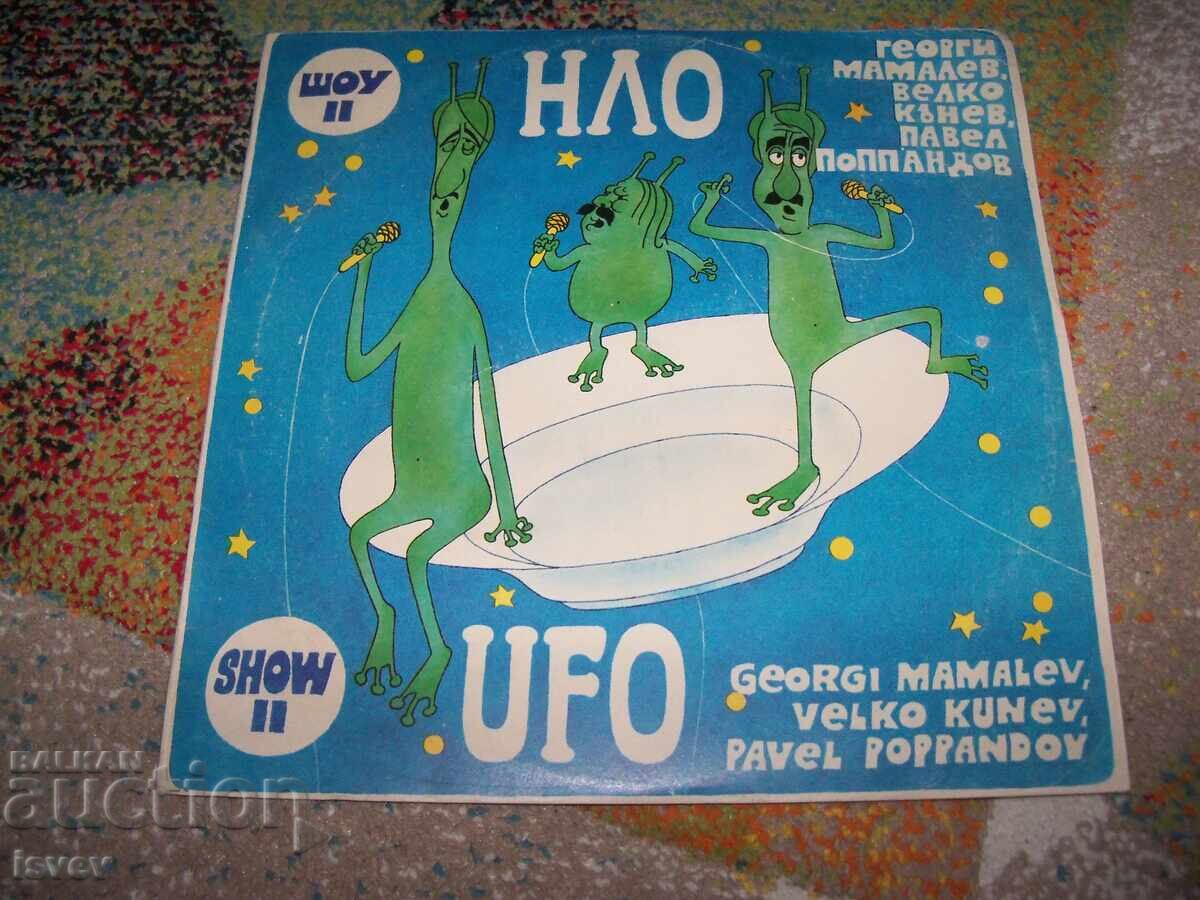 ШОУ
II
НЛО
ГЕОРГИ
МАМАЛЕВ,
ВЕЛКО
КЪНЕВ,
ПАВЕЛ
ПОППАНДОВ
SHOW
II
UFO
GEORGI MAMALEV,
VELKO KUNEV,
PAVEL POPPANDOV
BALKAN
auction
isvev